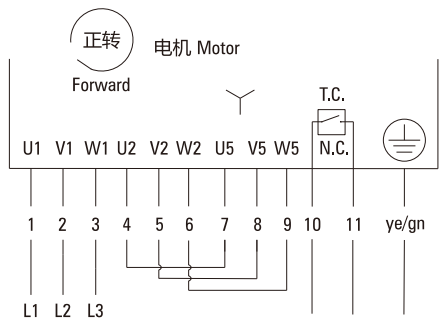 正转
电机 Motor
Forward
T.C.
N.C.
U1 V1 W1 U2 V2 W2 U5 V5 W5
1 2 3 4 5 6 7 8 9 10 11 ye/gn
L1 L2 L3